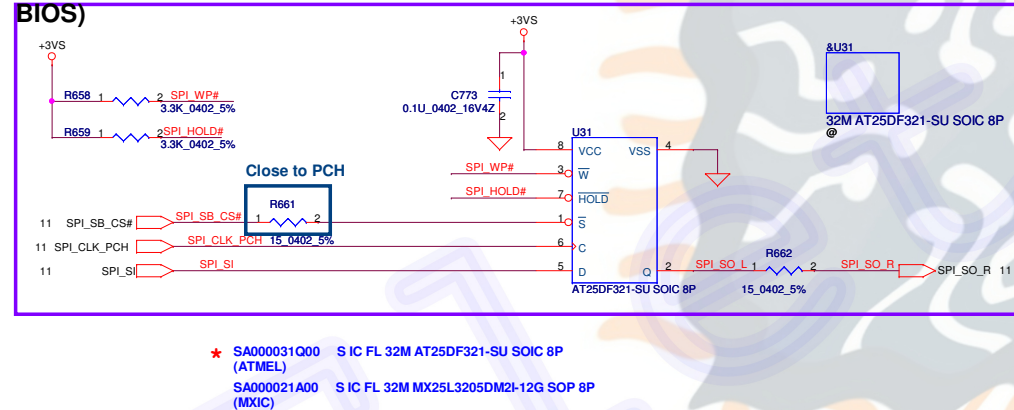 BIOS)
+3VS
+3VS
&U31
R658 1 2 SPI_WP#
3.3K_0402_5%
C773 1
0.1U_0402_16V4Z
2
32M AT25DF321-SU SOIC 8P
@
R659 1 2 SPI_HOLD#
3.3K_0402_5%
U31
8 VCC VSS 4
Close to PCH
SPI_WP# 3 W
SPI_HOLD# 7 HOLD
R661
11 SPI_SB_CS# SPI_SB_CS# 1 2 1 S
15_0402_5%
11 SPI_CLK_PCH SPI_CLK_PCH 6 C
R662
11 SPI_SI SPI_SI 5 D Q 2 SPI_SO_L 1 2 SPI_SO_R SPI_SO_R 11
AT25DF321-SU SOIC 8P
15_0402_5%
* SA000031Q00 S IC FL 32M AT25DF321-SU SOIC 8P
(ATMEL)
SA000021A00 S IC FL 32M MX25L3205DM2I-12G SOP 8P
(MXIC)